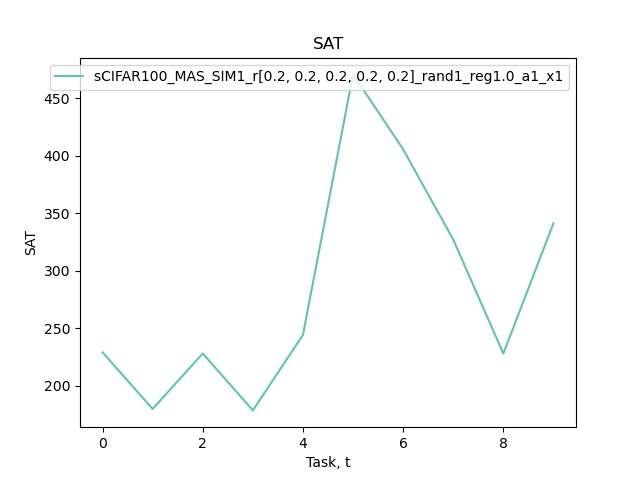 SAT
sCIFAR100_MAS_SIM1_r[0.2, 0.2, 0.2, 0.2, 0.2]_rand1_reg1.0_a1_x1
450
400
350
300
250
200
SAT
0 2 4 6 8
Task, t